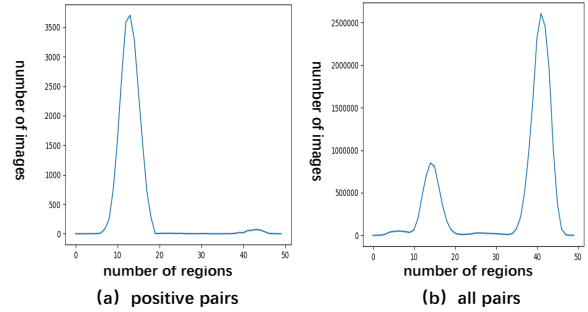 number of images
3500
3000
2500
2000
1500
1000
500
0
0 10 20 30 40 50
number of regions
(a) positive pairs
number of images
2500000
2000000
1500000
1000000
500000
0
0 10 20 30 40 50
number of regions
(b) all pairs